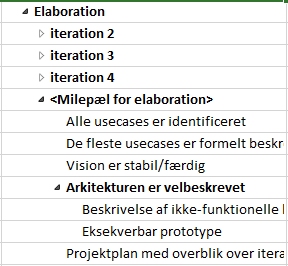 Elaboration
iteration 2
iteration 3
iteration 4
<Milepæl for elaboration>
Alle usecases er identificeret
De fleste usecases er formelt beskr
Vision er stabil/færdig
Arkitekturen er velbeskrevet
Beskrivelse af ikke-funktionelle
Eksekverbar prototype
Projektplan med overblik over itera